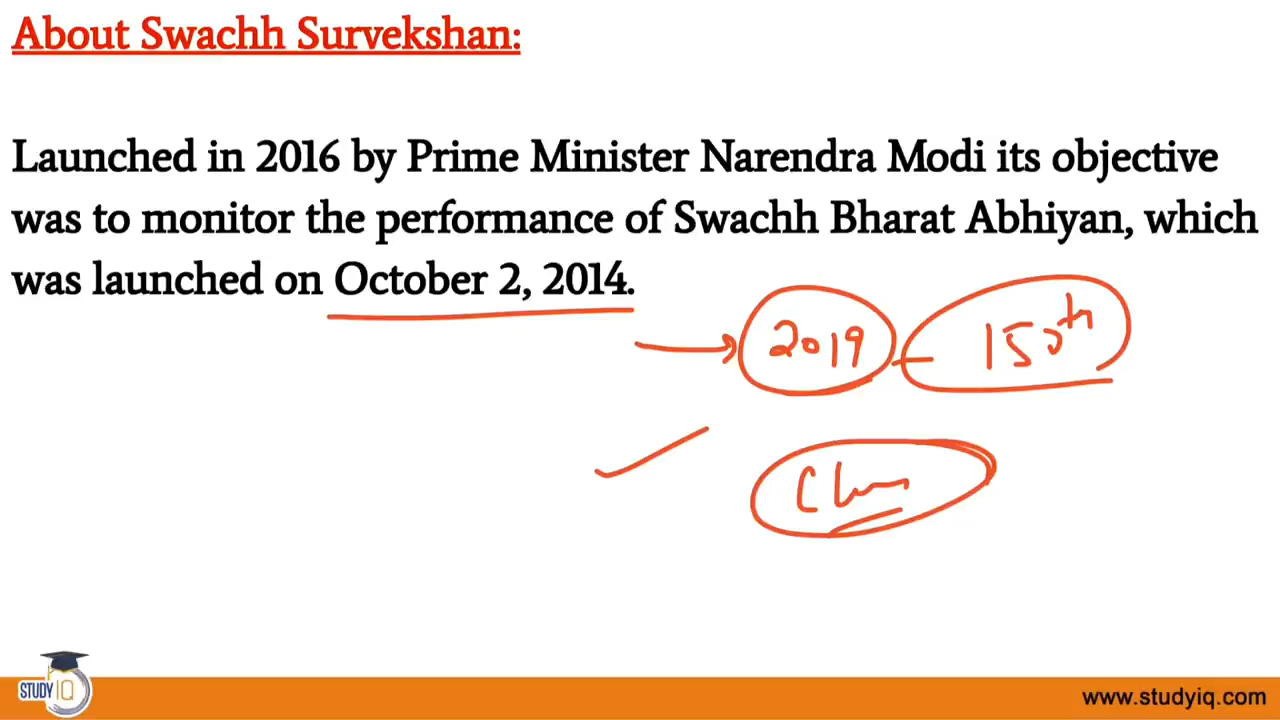 About Swachh Survekshan:
Launched in 2016 by Prime Minister Narendra Modi its objective
was to monitor the performance of Swachh Bharat Abhiyan, which
was launched on October 2, 2014.
2019 - 150th
STUDY IQ
www.studyiq.com